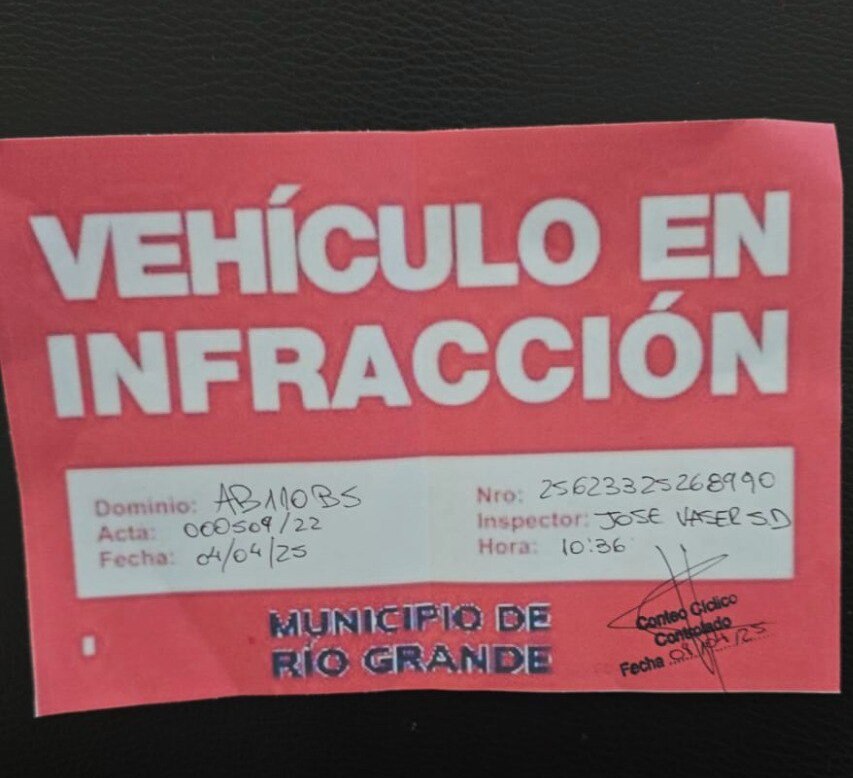 VEHÍCULO EN
INFRACCIÓN
Dominio: AB110BS
Acta: 000509/22
Fecha: 04/04/25
Nro: 25623325268990
Inspector: JOSE VASER S.D
Hora: 10:36
MUNICIPIO DE
RÍO GRANDE
Conteo Cíclico
Controlado
Fecha